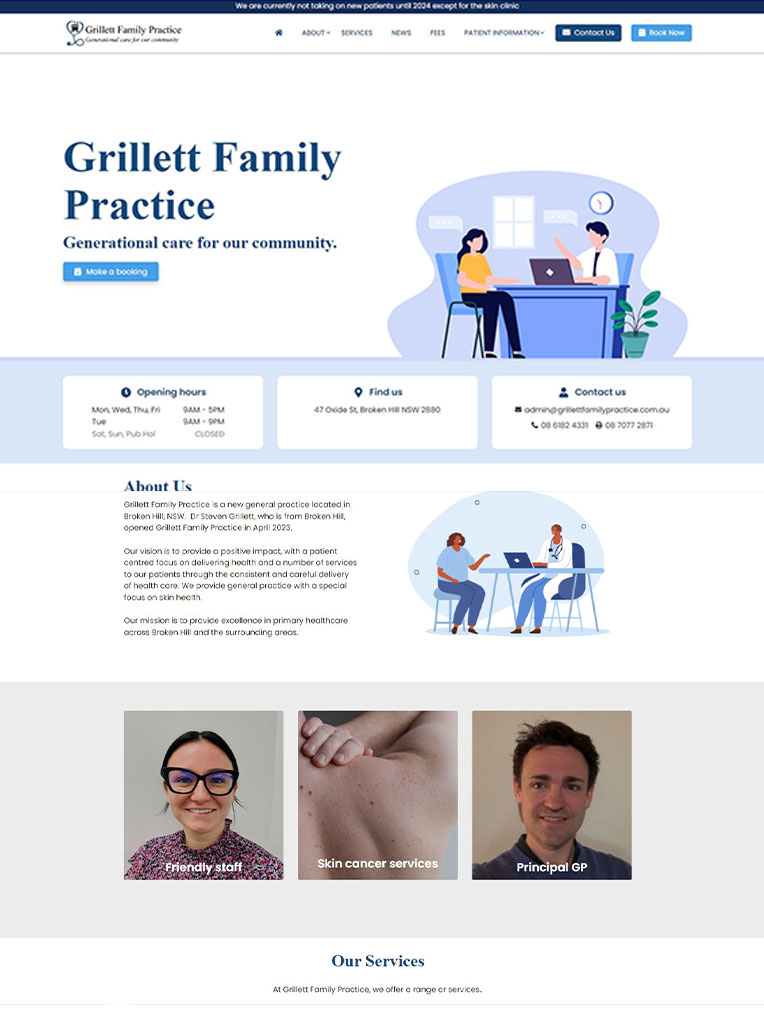 We are currently not taking on new patients until 2024 except for the skin clinic
Grillett Family Practice
Generational care for our community
ABOUT SERVICES NEWS FEES PATIENT INFORMATION Contact Us Book Now
Grillett Family
Practice
Generational care for our community.
Make a booking
Opening hours
Mon, Wed, Thu, Fri 9AM - 5PM
Tue 9AM - 9PM
Sat, Sun, Pub Hol CLOSED
Find us
47 Oxide St, Broken Hill NSW 2880
Contact us
admin@grillettfamilypractice.com.au
08 6182 4331 08 7077 2871
About Us
Grillett Family Practice is a new general practice located in
Broken Hill, NSW. Dr Steven Grillett, who is from Broken Hill,
opened Grillett Family Practice in April 2023.
Our vision is to provide a positive impact, with a patient
centred focus on delivering health and a number of services
to our patients through the consistent and careful delivery
of health care. We provide general practice with a special
focus on skin health.
Our mission is to provide excellence in primary healthcare
across Broken Hill and the surrounding areas.
Friendly staff
Skin cancer services
Principal GP
Our Services
At Grillett Family Practice, we offer a range or services.